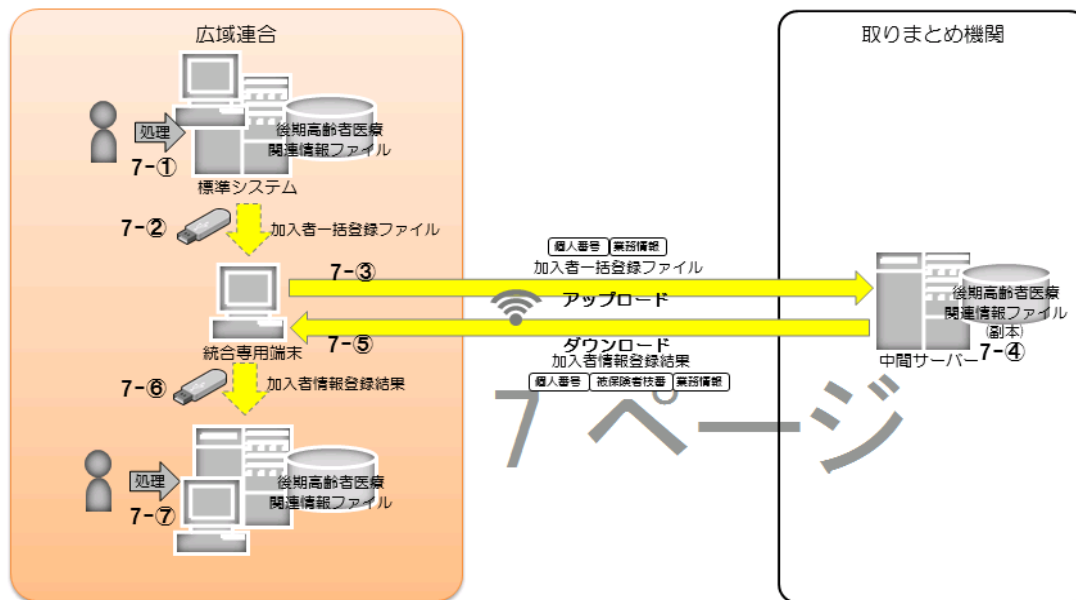 広域連合
取りまとめ機関
処理
7-①
後期高齢者医療
関連情報ファイル
標準システム
7-②
加入者一括登録ファイル
個人番号 業務情報
7-③
加入者一括登録ファイル
アップロード
後期高齢者医療
関連情報ファイル
(副本)
統合専用端末
7-⑤
ダウンロード
中間サーバー
7-④
加入者情報登録結果
7-⑥
加入者情報登録結果
個人番号 被保険者枝番 業務情報
7 ページ
処理
7-⑦
後期高齢者医療
関連情報ファイル